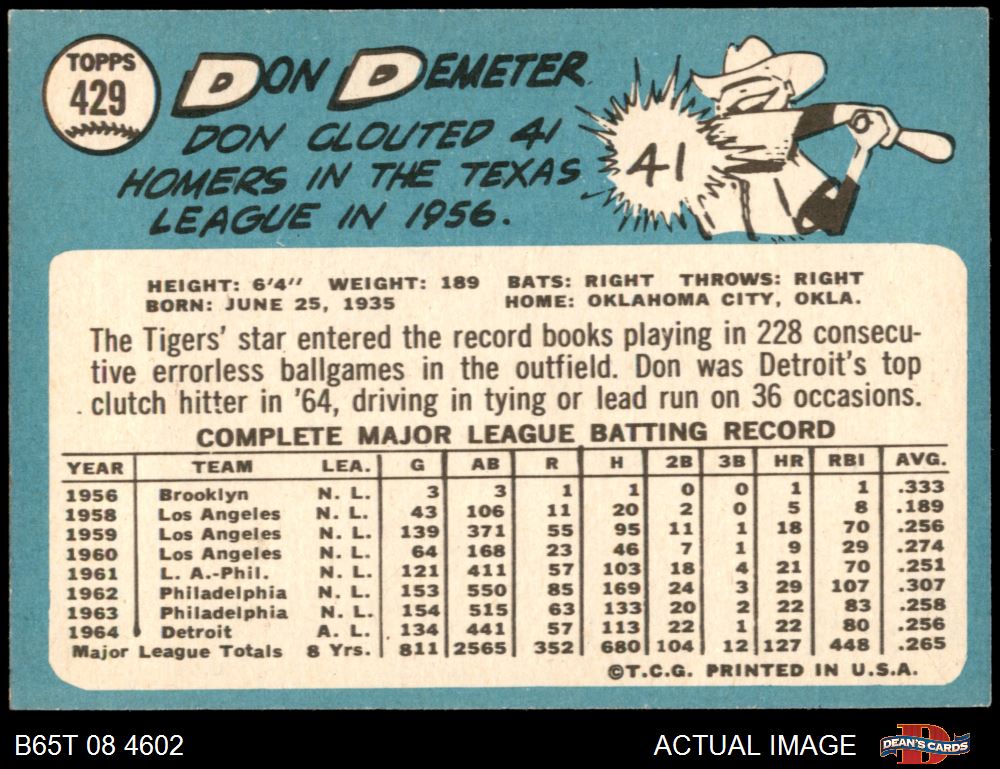 TOPPS
429
DON DEMETER
DON CLOUTED 41
HOMERS IN THE TEXAS
LEAGUE IN 1956.
41
HEIGHT: 6'4" WEIGHT: 189 BATS: RIGHT THROWS: RIGHT
BORN: JUNE 25, 1935 HOME: OKLAHOMA CITY, OKLA.
The Tigers' star entered the record books playing in 228 consecu-
tive errorless ballgames in the outfield. Don was Detroit's top
clutch hitter in '64, driving in tying or lead run on 36 occasions.
COMPLETE MAJOR LEAGUE BATTING RECORD
YEAR TEAM LEA. G AB R H 2B 3B HR RBI AVG.
1956 Brooklyn N. L. 3 3 1 1 0 0 1 1 .333
1958 Los Angeles N. L. 43 106 11 20 2 0 5 8 .189
1959 Los Angeles N. L. 139 371 55 95 11 1 18 70 .256
1960 Los Angeles N. L. 64 168 23 46 7 1 9 29 .274
1961 L. A.-Phil. N. L. 121 411 57 103 18 4 21 70 .251
1962 Philadelphia N. L. 153 550 85 169 24 3 29 107 .307
1963 Philadelphia N. L. 154 515 63 133 20 2 22 83 .258
1964 Detroit A. L. 134 441 57 113 22 1 22 80 .256
Major League Totals 8 Yrs. 811 2565 352 680 104 12 127 448 .265
©T.C.G. PRINTED IN U.S.A.
B65T 08 4602 ACTUAL IMAGE DEAN'S CARDS